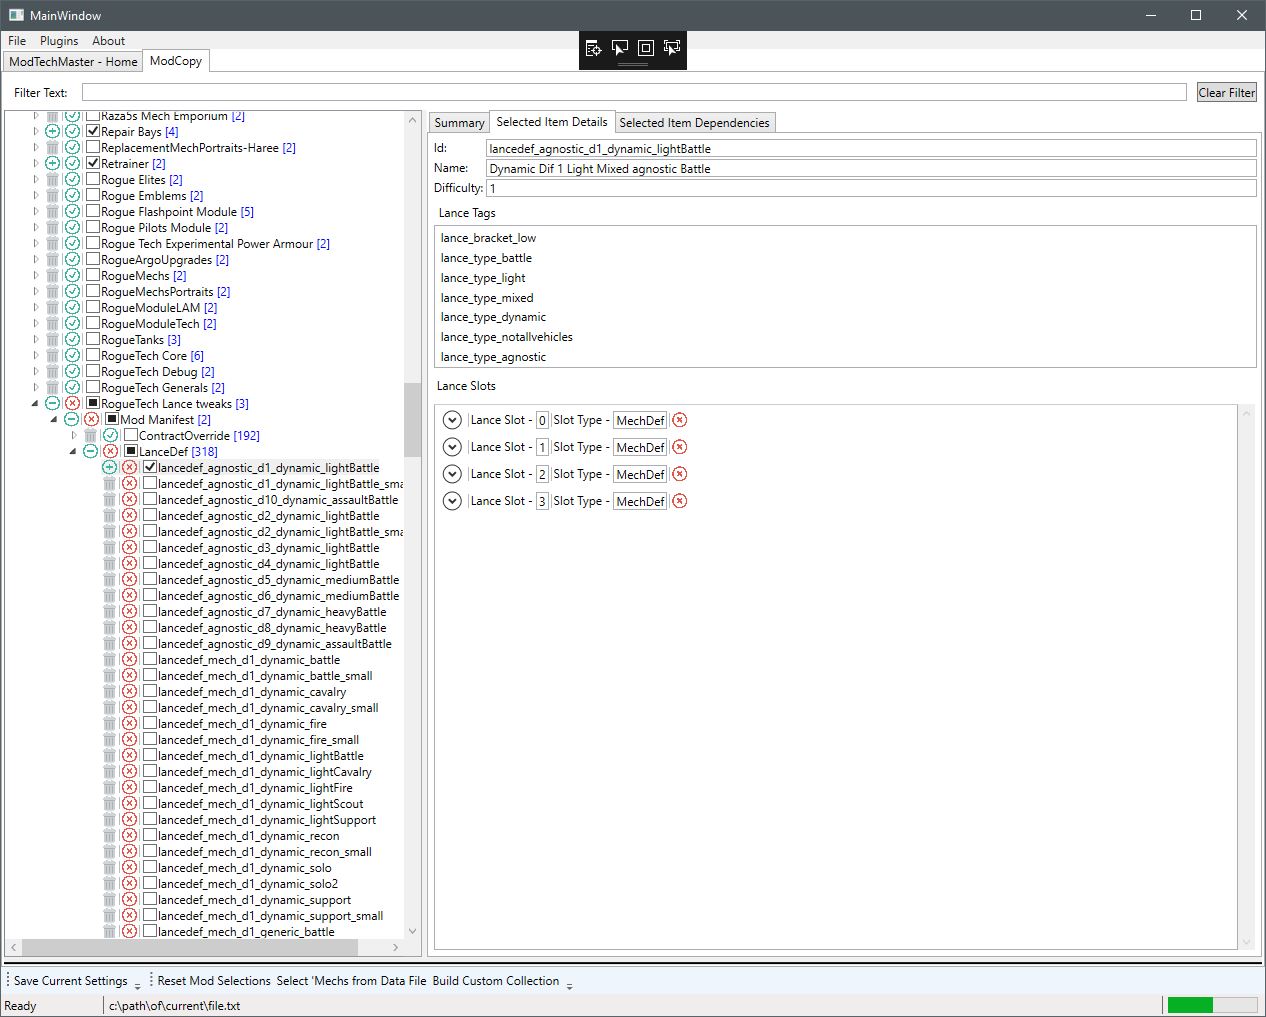 MainWindow
File Plugins About
ModTechMaster - Home ModCopy
Filter Text: Clear Filter
Raza5s Mech Emporium [2]
Repair Bays [4]
ReplacementMechPortraits-Haree [2]
Retrainer [2]
Rogue Elites [2]
Rogue Emblems [2]
Rogue Flashpoint Module [5]
Rogue Pilots Module [2]
Rogue Tech Experimental Power Armour [2]
RogueArgoUpgrades [2]
RogueMechs [2]
RogueMechsPortraits [2]
RogueModuleLAM [2]
RogueModuleTech [2]
RogueTanks [3]
RogueTech Core [6]
RogueTech Debug [2]
RogueTech Generals [2]
RogueTech Lance tweaks [3]
Mod Manifest [2]
ContractOverride [192]
LanceDef [318]
lancedef_agnostic_d1_dynamic_lightBattle
lancedef_agnostic_d1_dynamic_lightBattle_sma
lancedef_agnostic_d10_dynamic_assaultBattle
lancedef_agnostic_d2_dynamic_lightBattle
lancedef_agnostic_d2_dynamic_lightBattle_sma
lancedef_agnostic_d3_dynamic_lightBattle
lancedef_agnostic_d4_dynamic_lightBattle
lancedef_agnostic_d5_dynamic_mediumBattle
lancedef_agnostic_d6_dynamic_mediumBattle
lancedef_agnostic_d7_dynamic_heavyBattle
lancedef_agnostic_d8_dynamic_heavyBattle
lancedef_agnostic_d9_dynamic_assaultBattle
lancedef_mech_d1_dynamic_battle
lancedef_mech_d1_dynamic_battle_small
lancedef_mech_d1_dynamic_cavalry
lancedef_mech_d1_dynamic_cavalry_small
lancedef_mech_d1_dynamic_fire
lancedef_mech_d1_dynamic_fire_small
lancedef_mech_d1_dynamic_lightBattle
lancedef_mech_d1_dynamic_lightCavalry
lancedef_mech_d1_dynamic_lightFire
lancedef_mech_d1_dynamic_lightScout
lancedef_mech_d1_dynamic_lightSupport
lancedef_mech_d1_dynamic_recon
lancedef_mech_d1_dynamic_recon_small
lancedef_mech_d1_dynamic_solo
lancedef_mech_d1_dynamic_solo2
lancedef_mech_d1_dynamic_support
lancedef_mech_d1_dynamic_support_small
lancedef_mech_d1_generic_battle
Summary Selected Item Details Selected Item Dependencies
Id: lancedef_agnostic_d1_dynamic_lightBattle
Name: Dynamic Dif 1 Light Mixed agnostic Battle
Difficulty: 1
Lance Tags
lance_bracket_low
lance_type_battle
lance_type_light
lance_type_mixed
lance_type_dynamic
lance_type_notallvehicles
lance_type_agnostic
Lance Slots
Lance Slot - 0 Slot Type - MechDef
Lance Slot - 1 Slot Type - MechDef
Lance Slot - 2 Slot Type - MechDef
Lance Slot - 3 Slot Type - MechDef
Save Current Settings Reset Mod Selections Select 'Mechs from Data File Build Custom Collection
Ready c:\path\of\current\file.txt